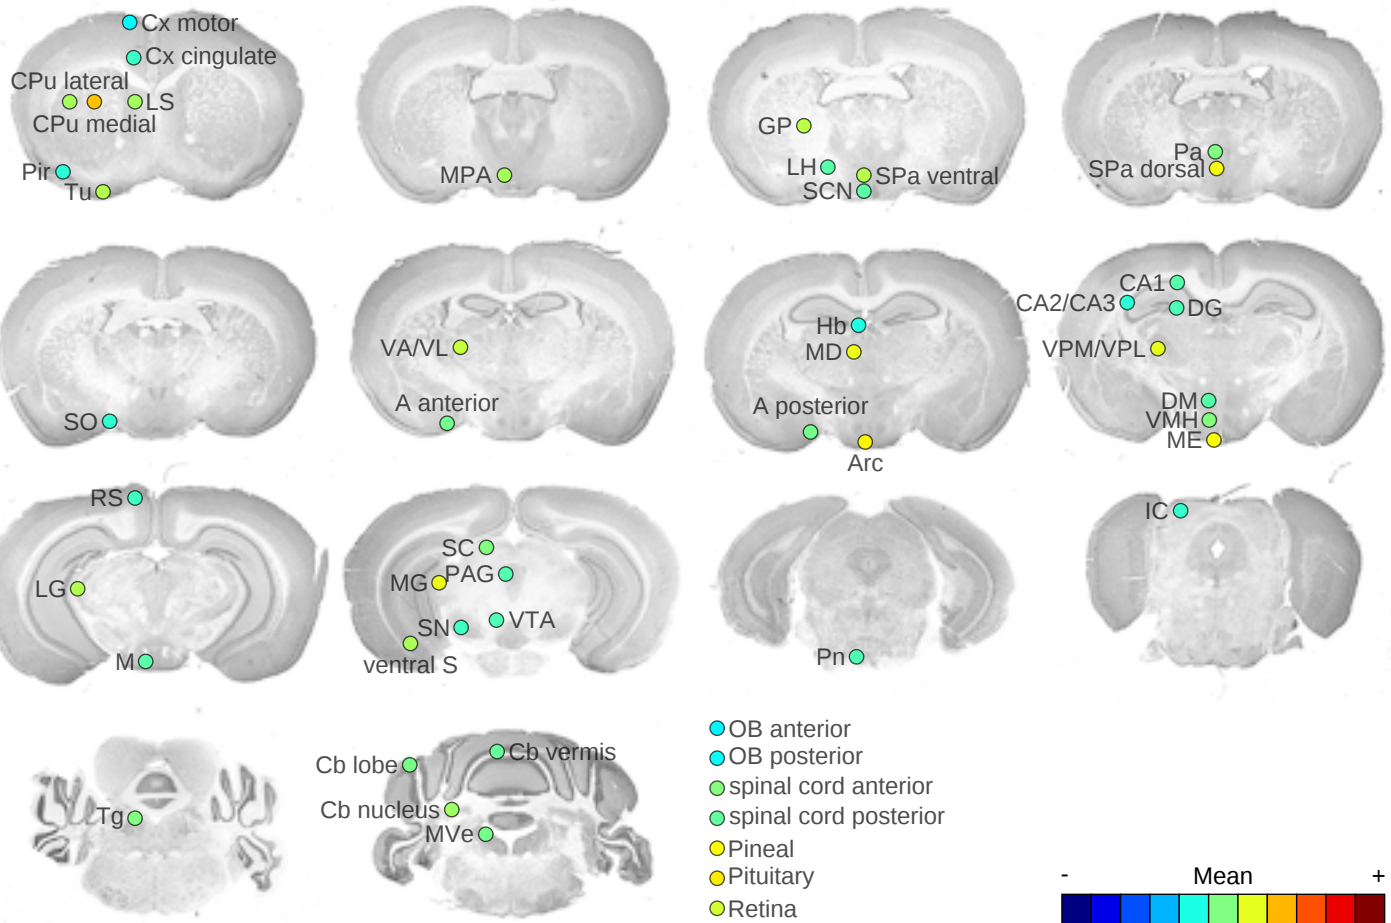 Cx motor
Cx cingulate
CPu lateral
LS
CPu medial
Pir
Tu
MPA
GP
LH
SPa ventral
SCN
Pa
SPa dorsal
SO
VA/VL
A anterior
Hb
MD
A posterior
Arc
CA1
CA2/CA3
DG
VPM/VPL
DM
VMH
ME
RS
LG
M
SC
MG
PAG
SN
VTA
ventral S
Pn
IC
Tg
Cb lobe
Cb vermis
Cb nucleus
MVe
OB anterior
OB posterior
spinal cord anterior
spinal cord posterior
Pineal
Pituitary
Retina
- Mean +